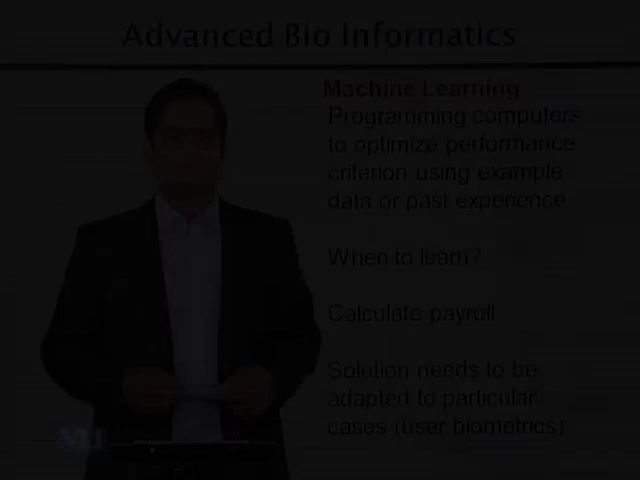 Advanced Bio Informatics
Machine Learning
Programming computers
to optimize performance
criterion using example
data or past experience
When to learn?
Calculate payroll
Solution needs to be
adapted to particular
cases (user biometrics)
VU